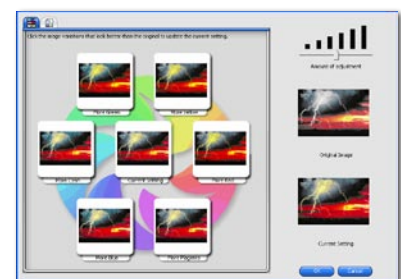 Click the image variations that look better than the original to update the current setting.
Amount of adjustment
More Green
More Yellow
Original Image
More Cyan
Current Setting
More Red
More Blue
More Magenta
Current Setting
OK
Cancel